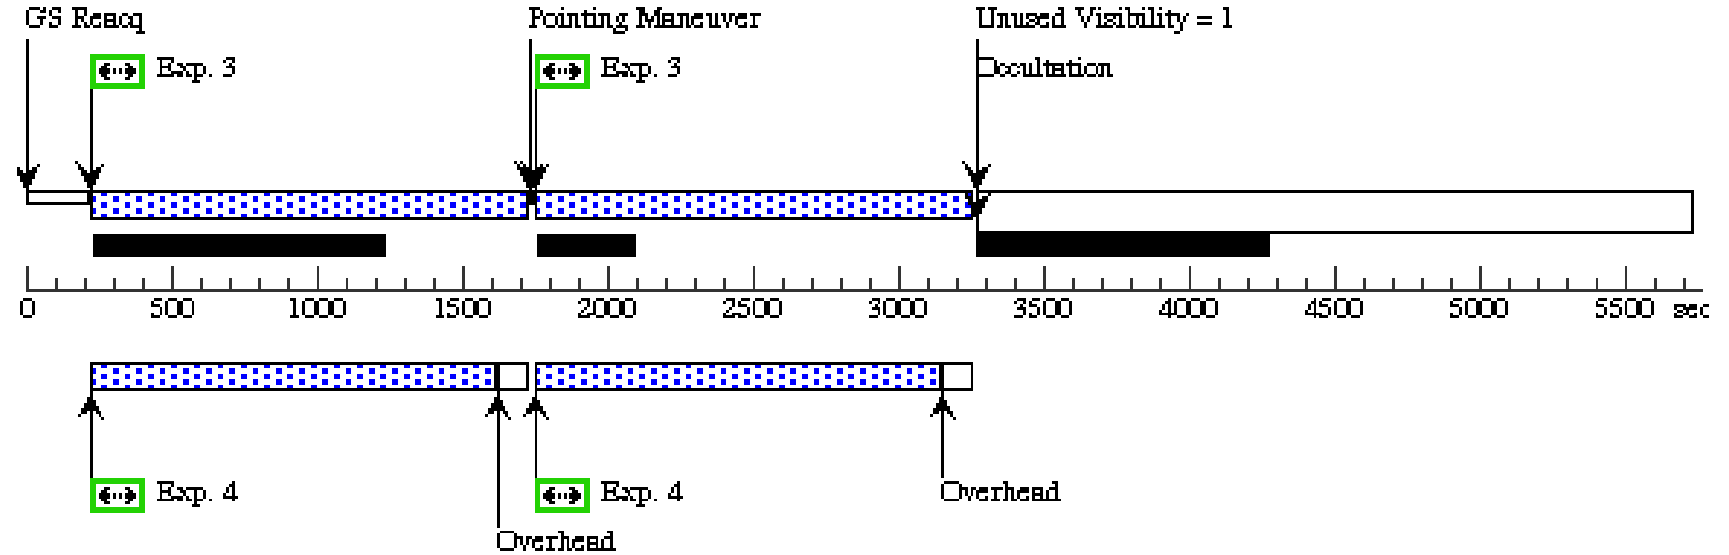 GS Reacq Pointing Maneuver Unused Visibility = 1
Exp. 3 Exp. 3 Occultation
0 500 1000 1500 2000 2500 3000 3500 4000 4500 5000 5500 sec
Exp. 4 Exp. 4 Overhead
Overhead